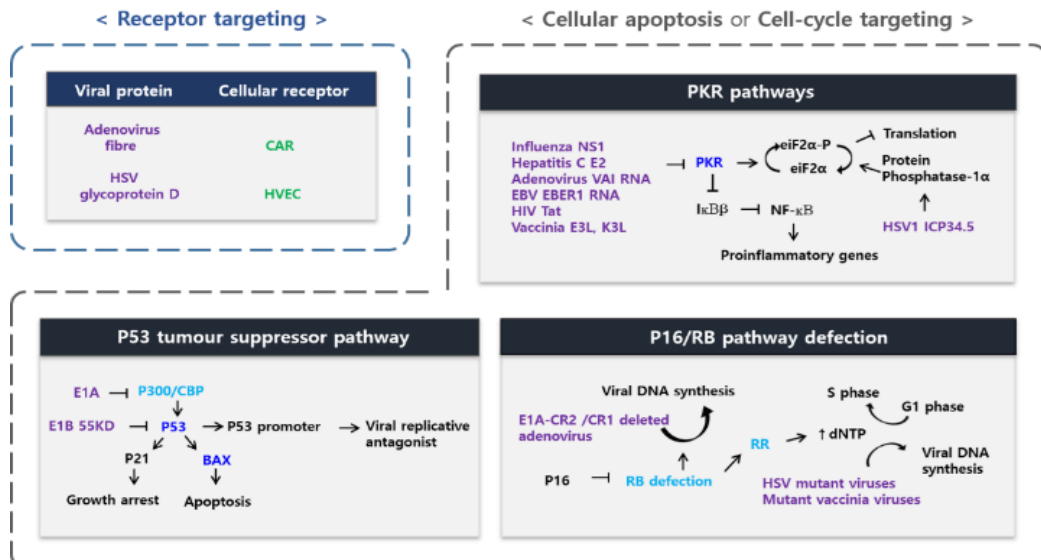 < Receptor targeting >
Viral protein Cellular receptor
Adenovirus
fibre
CAR
HSV
glycoprotein D
HVEC
< Cellular apoptosis or Cell-cycle targeting >
PKR pathways
Influenza NS1
Hepatitis C E2
Adenovirus VAI RNA
EBV EBER1 RNA
HIV Tat
Vaccinia E3L, K3L
PKR
eiF2α-P
eiF2α
Translation
Protein
Phosphatase-1α
IκBβ
NF-κB
HSV1 ICP34.5
Proinflammatory genes
P53 tumour suppressor pathway
E1A
P300/CBP
E1B 55KD
P53
P53 promoter
Viral replicative
antagonist
P21
BAX
Growth arrest
Apoptosis
P16/RB pathway defection
Viral DNA synthesis
E1A-CR2 /CR1 deleted
adenovirus
P16
RB defection
RR
↑dNTP
S phase
G1 phase
Viral DNA
synthesis
HSV mutant viruses
Mutant vaccinia viruses